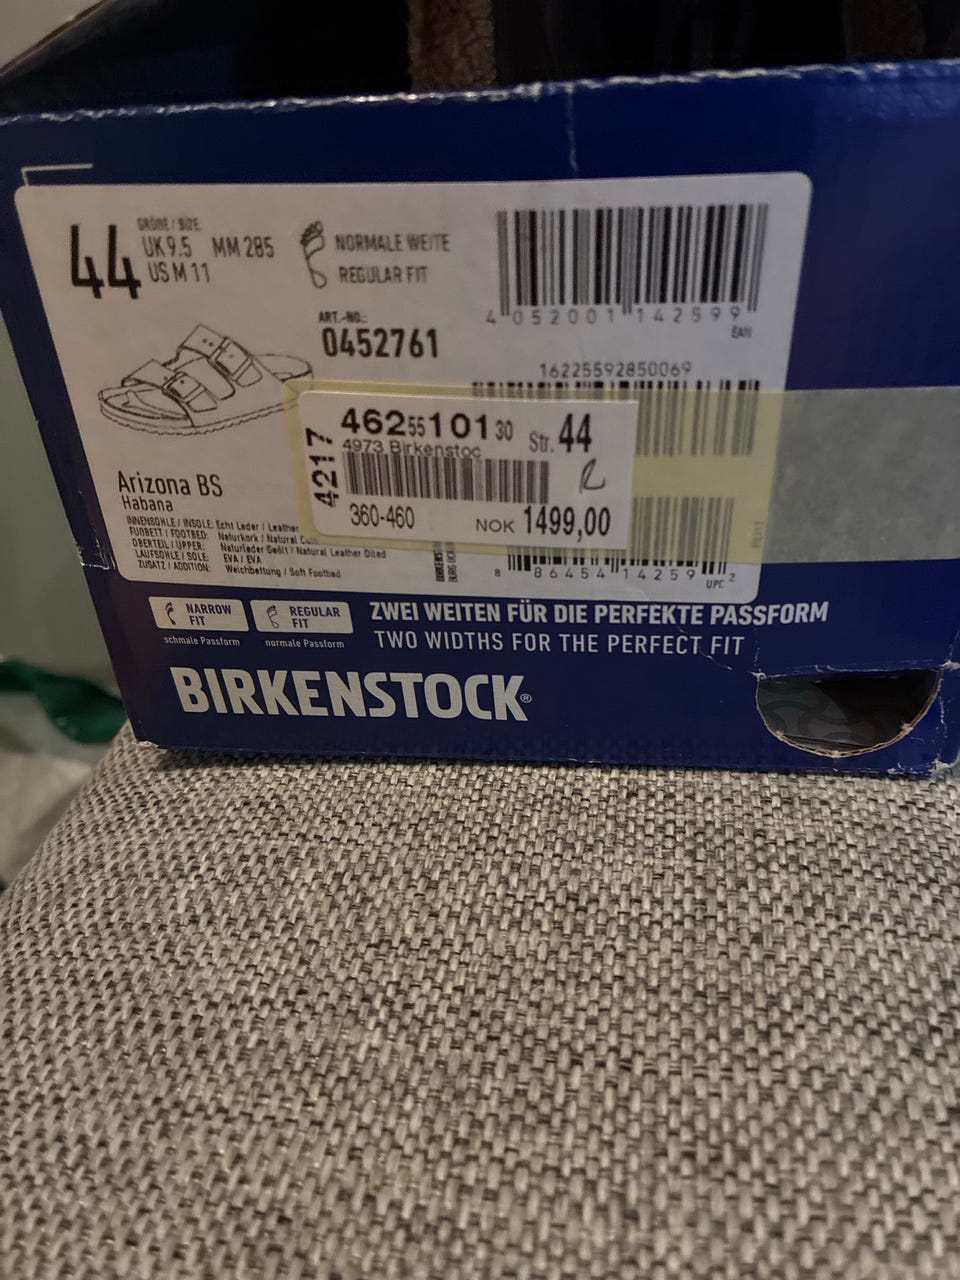 44
GRÖßE / SIZE
UK 9.5 MM 285
US M 11
NORMALE WEITE
REGULAR FIT
ART.-NO.:
0452761
4 052001 142599
EAN
16225592850069
4625510130
Str. 44
4217
4973 Birkenstoc
R
360-460
NOK 1499,00
Arizona BS
Habana
INNENSOHLE / INSOLE: Echt Leder / Leather
FUßBETT / FOOTBED: Naturkork / Natural
OBERTEIL / UPPER: Naturleder Geölt / Natural Leather Oiled
LAUFSOHLE / SOLE: EVA / EVA
ZUSATZ / ADDITION: Weichbettung / Soft Footbed
8 86454 14259 2
UPC
NARROW FIT
schmale Passform
REGULAR FIT
normale Passform
ZWEI WEITEN FÜR DIE PERFEKTE PASSFORM
TWO WIDTHS FOR THE PERFECT FIT
BIRKENSTOCK®